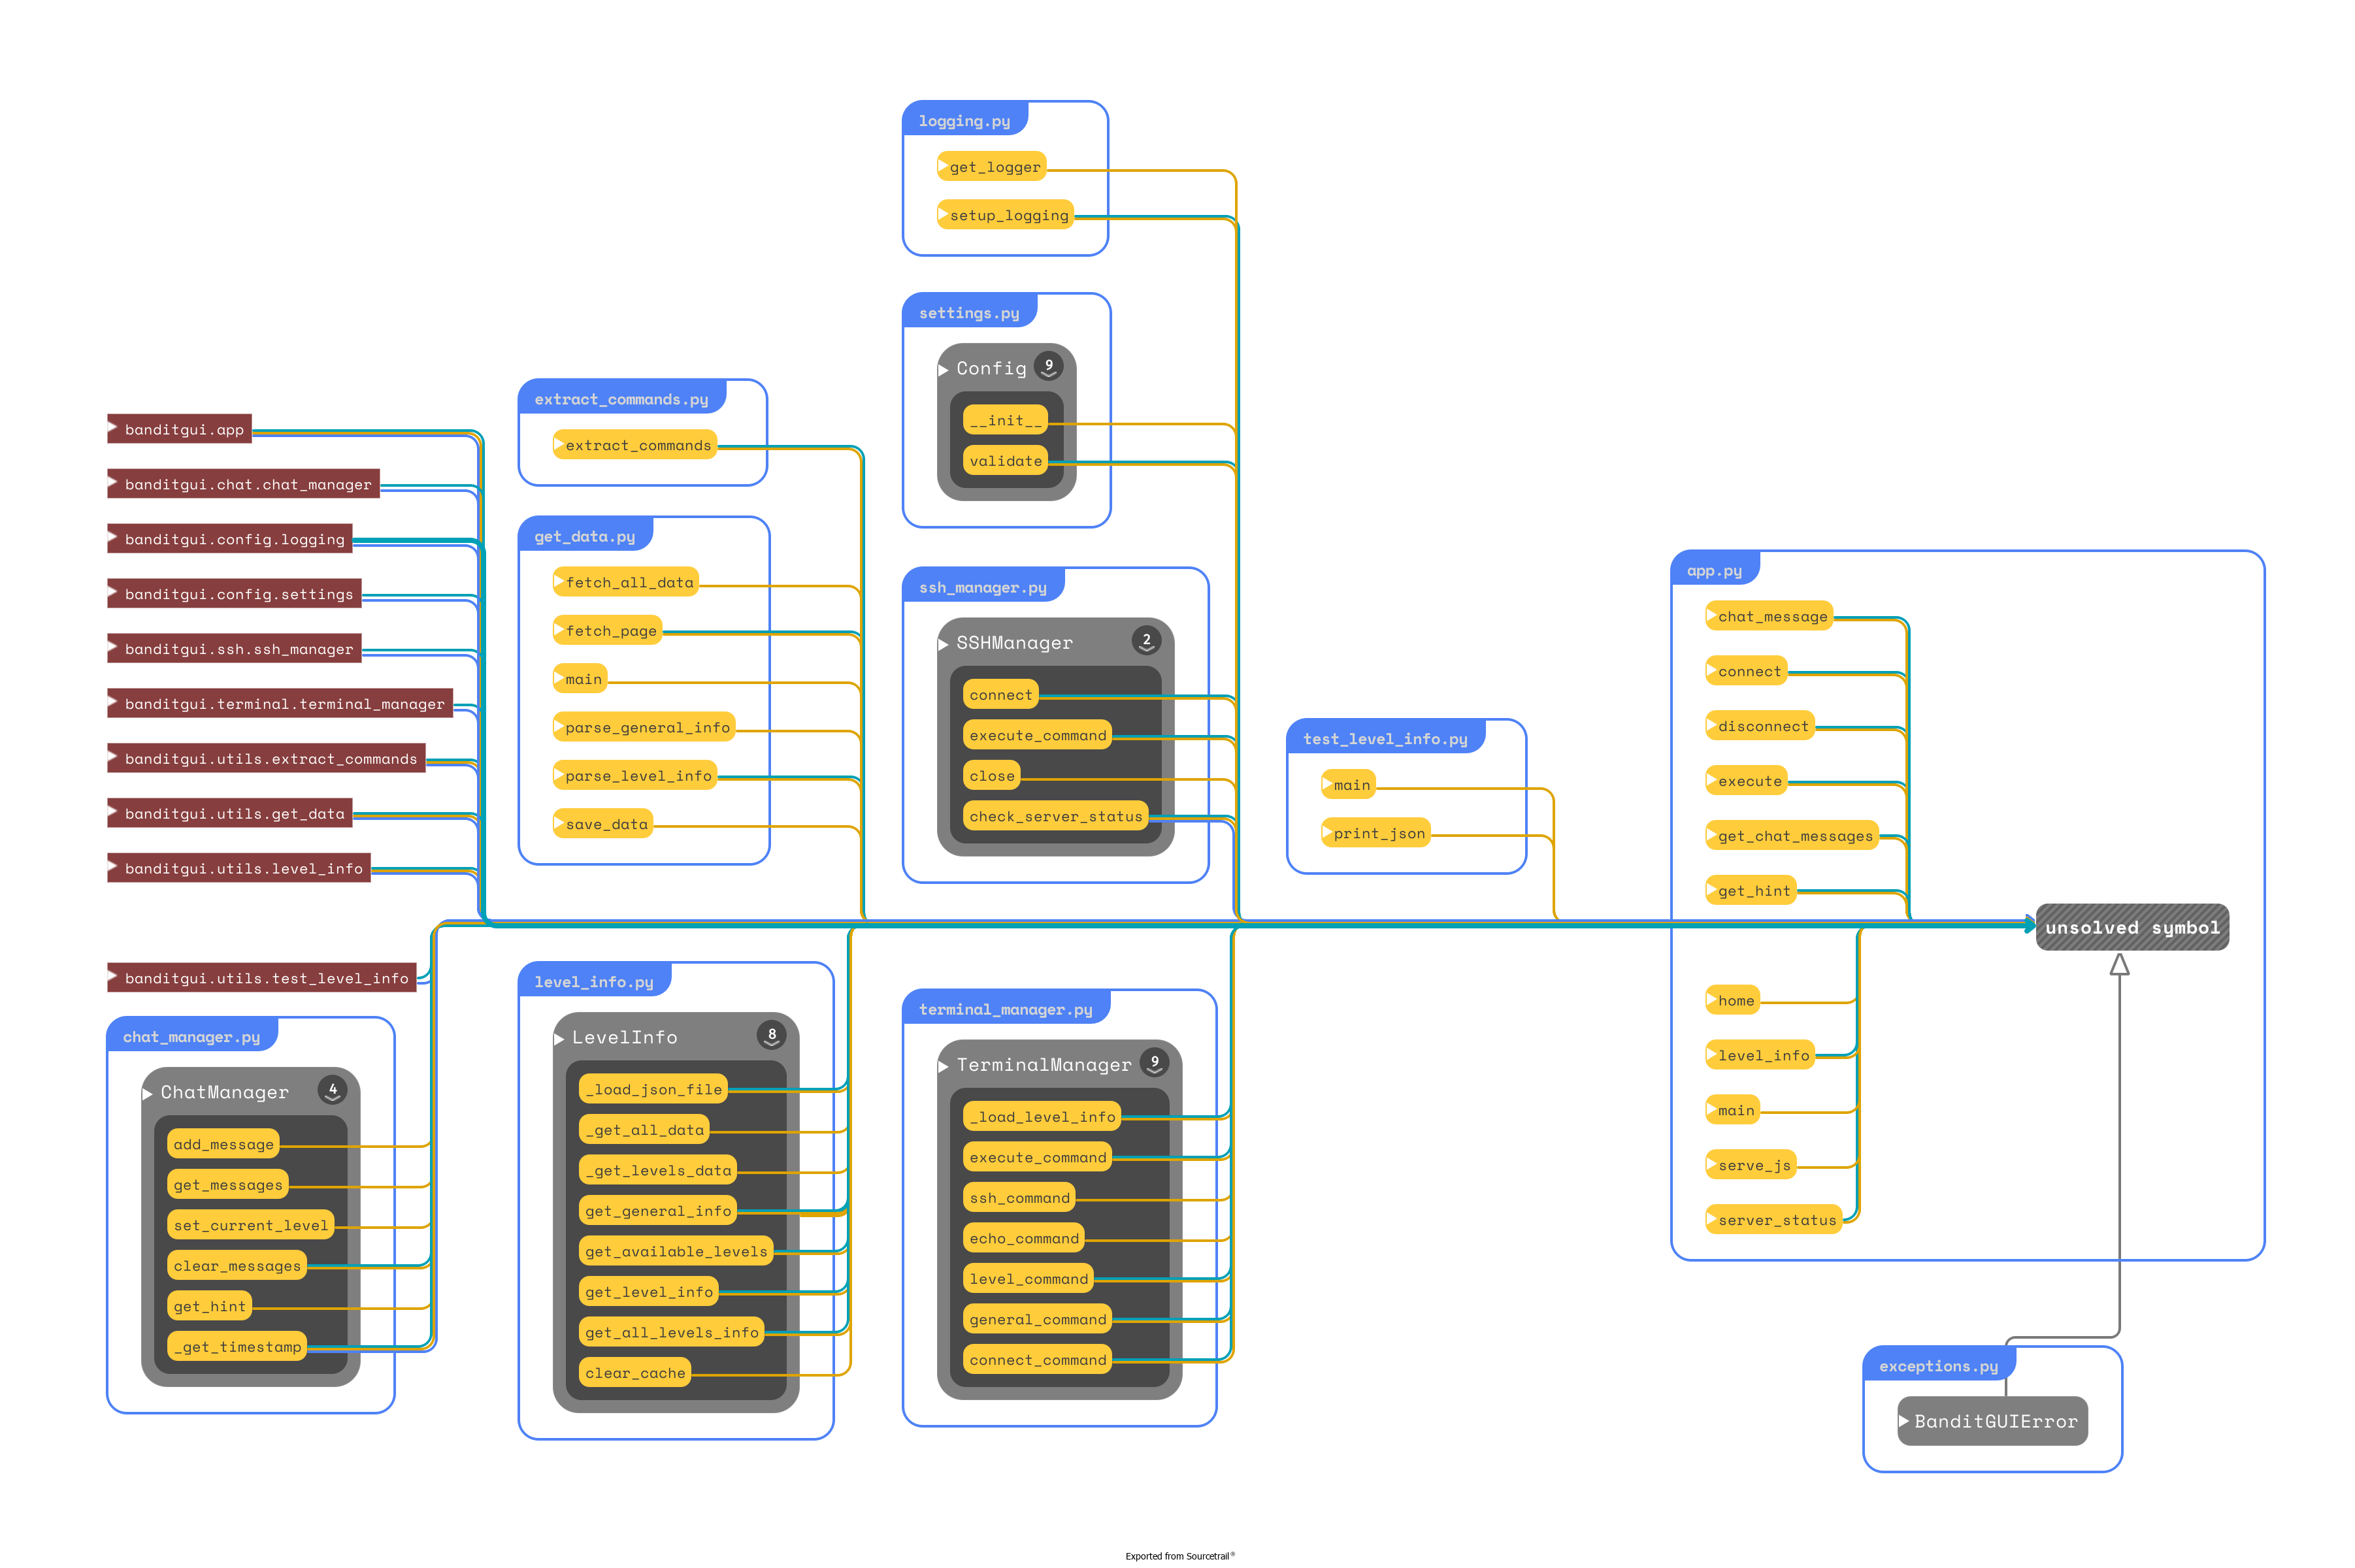 logging.py
get_logger
setup_logging
settings.py
Config
9
__init__
validate
extract_commands.py
extract_commands
banditgui.app
banditgui.chat.chat_manager
banditgui.config.logging
banditgui.config.settings
banditgui.ssh.ssh_manager
banditgui.terminal.terminal_manager
banditgui.utils.extract_commands
banditgui.utils.get_data
banditgui.utils.level_info
banditgui.utils.test_level_info
get_data.py
fetch_all_data
fetch_page
main
parse_general_info
parse_level_info
save_data
ssh_manager.py
SSHManager
2
connect
execute_command
close
check_server_status
test_level_info.py
main
print_json
app.py
chat_message
connect
disconnect
execute
get_chat_messages
get_hint
home
level_info
main
serve_js
server_status
unsolved symbol
chat_manager.py
ChatManager
4
add_message
get_messages
set_current_level
clear_messages
get_hint
_get_timestamp
level_info.py
LevelInfo
8
_load_json_file
_get_all_data
_get_levels_data
get_general_info
get_available_levels
get_level_info
get_all_levels_info
clear_cache
terminal_manager.py
TerminalManager
9
_load_level_info
execute_command
ssh_command
echo_command
level_command
general_command
connect_command
exceptions.py
BanditGUIError
Exported from Sourcetrail®